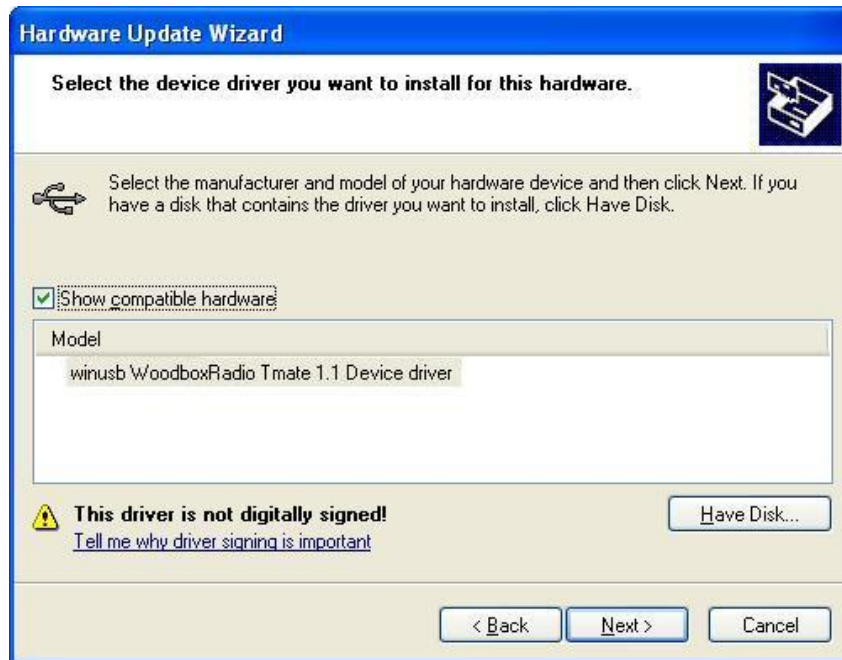 Hardware Update Wizard
Select the device driver you want to install for this hardware.
Select the manufacturer and model of your hardware device and then click Next. If you
have a disk that contains the driver you want to install, click Have Disk.
Show compatible hardware
Model
winusb WoodboxRadio Tmate 1.1 Device driver
This driver is not digitally signed!
Have Disk...
Tell me why driver signing is important
< Back
Next >
Cancel